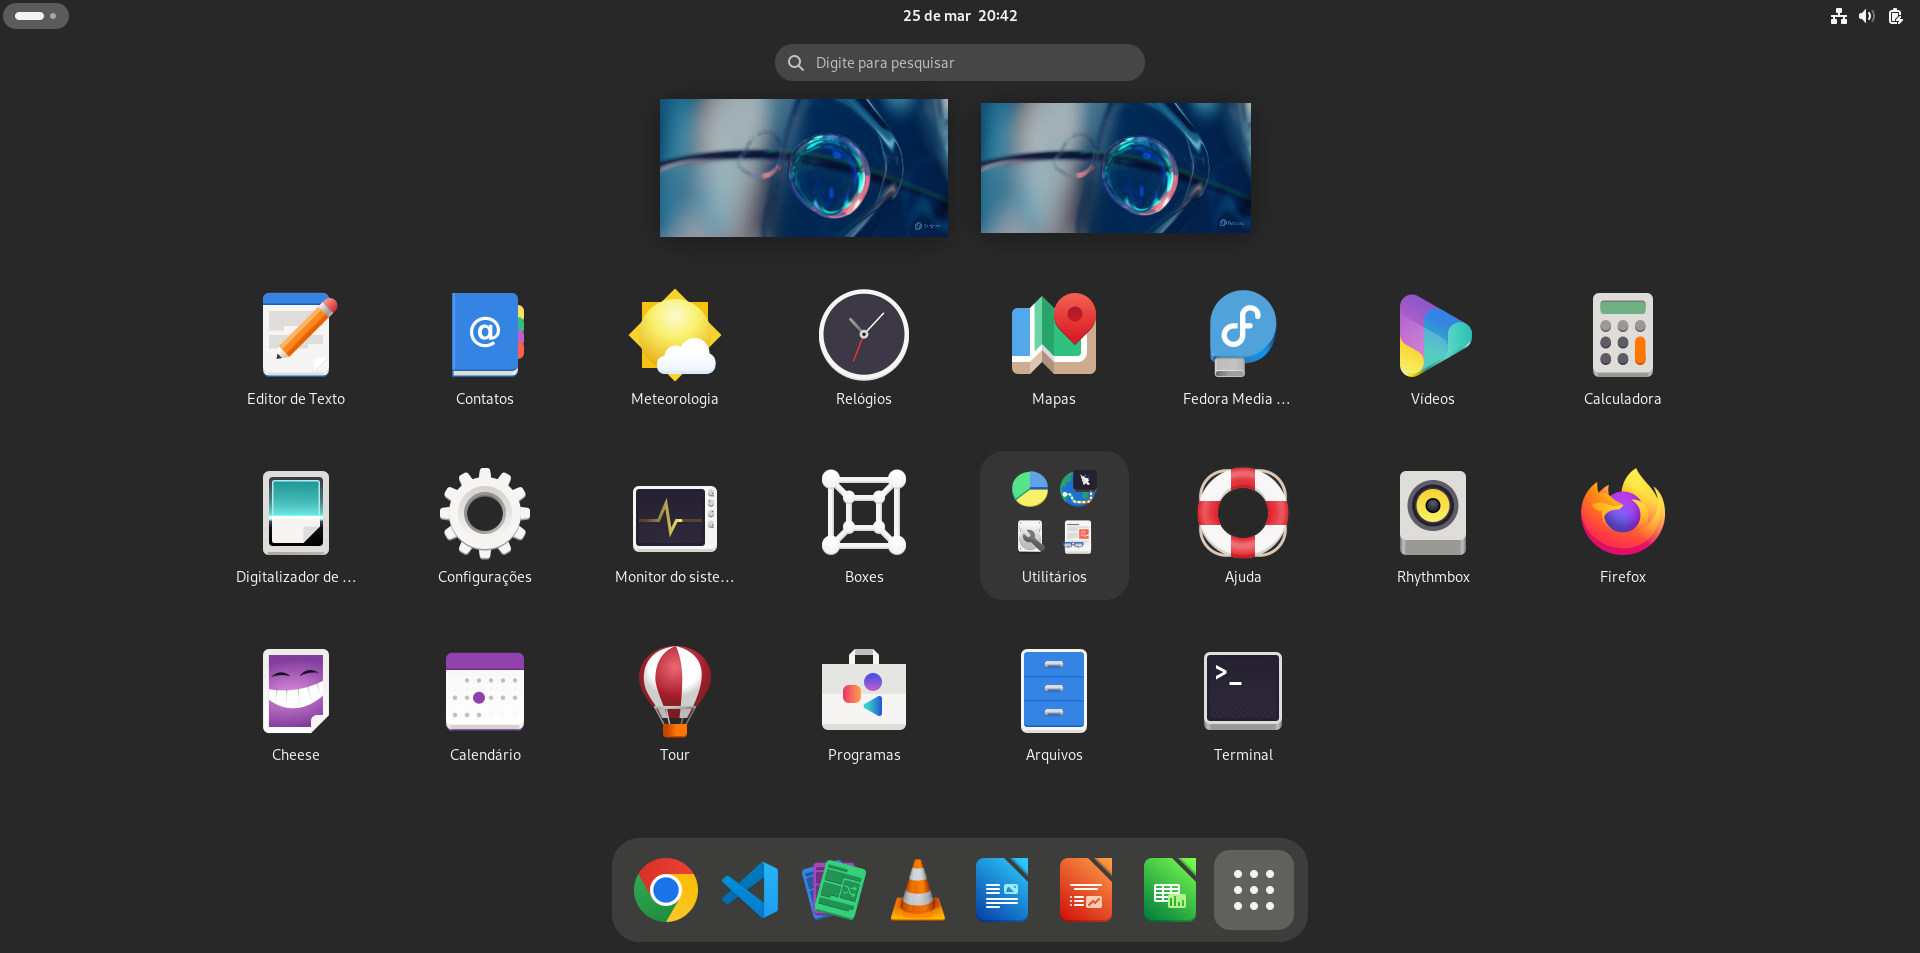 25 de mar 20:42
Digite para pesquisar
Editor de Texto
Contatos
Meteorologia
Relógios
Mapas
Fedora Media ...
Vídeos
Calculadora
Digitalizador de ...
Configurações
Monitor do siste...
Boxes
Utilitários
Ajuda
Rhythmbox
Firefox
Cheese
Calendário
Tour
Programas
Arquivos
Terminal